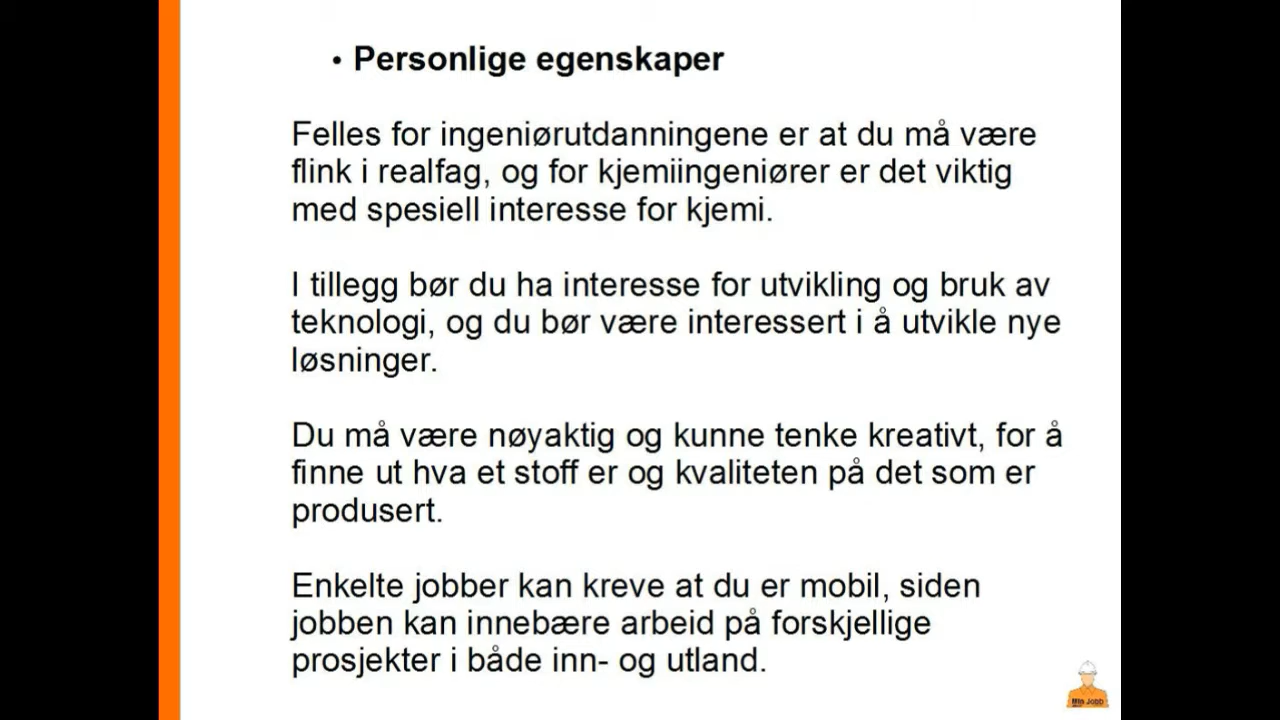 • Personlige egenskaper
Felles for ingeniørutdanningene er at du må være
flink i realfag, og for kjemiingeniører er det viktig
med spesiell interesse for kjemi.
I tillegg bør du ha interesse for utvikling og bruk av
teknologi, og du bør være interessert i å utvikle nye
løsninger.
Du må være nøyaktig og kunne tenke kreativt, for å
finne ut hva et stoff er og kvaliteten på det som er
produsert.
Enkelte jobber kan kreve at du er mobil, siden
jobben kan innebære arbeid på forskjellige
prosjekter i både inn- og utland.
Min Jobb